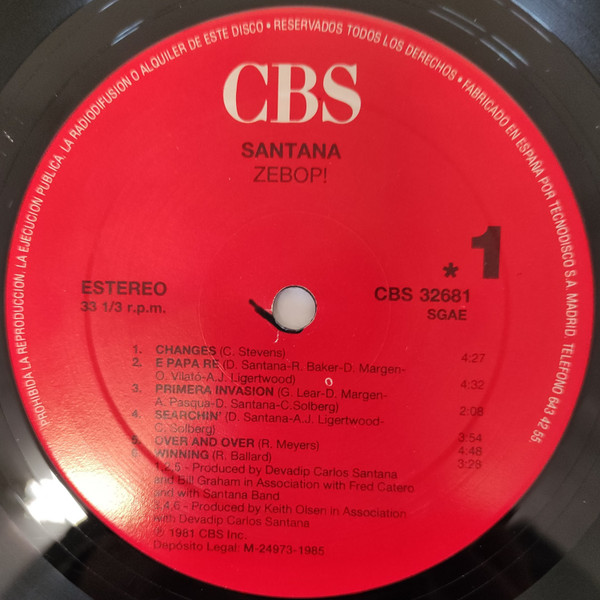 PROHIBIDA LA REPRODUCCION. LA EJECUCION PUBLICA. LA RADIODIFUSION O ALQUILER DE ESTE DISCO • RESERVADOS TODOS LOS DERECHOS • FABRICADO EN ESPAÑA POR TECNODISCO S.A. MADRID. TELEFONO 643 42 55.
CBS
SANTANA
ZEBOP!
* 1
ESTEREO
33 1/3 r.p.m.
CBS 32681
SGAE
1. CHANGES (C. Stevens) 4:27
2. E PAPA RE (D. Santana-R. Baker-D. Margen-
O. Vilato-A.J. Ligertwood) 4:32
3. PRIMERA INVASION (G. Lear-D. Margen-
A. Pasqua-D. Santana-C.Solberg) 2:08
4. SEARCHIN' (D. Santana-A.J. Ligertwood-
C. Solberg) 3:54
5. OVER AND OVER (R. Meyers) 4:48
6. WINNING (R. Ballard) 3:28
1,2,5 - Produced by Devadip Carlos Santana
and Bill Graham in Association with Fred Catero
and with Santana Band
3,4,6 - Produced by Keith Olsen in Association
with Devadip Carlos Santana
℗ 1981 CBS Inc.
Depósito Legal: M-24973-1985